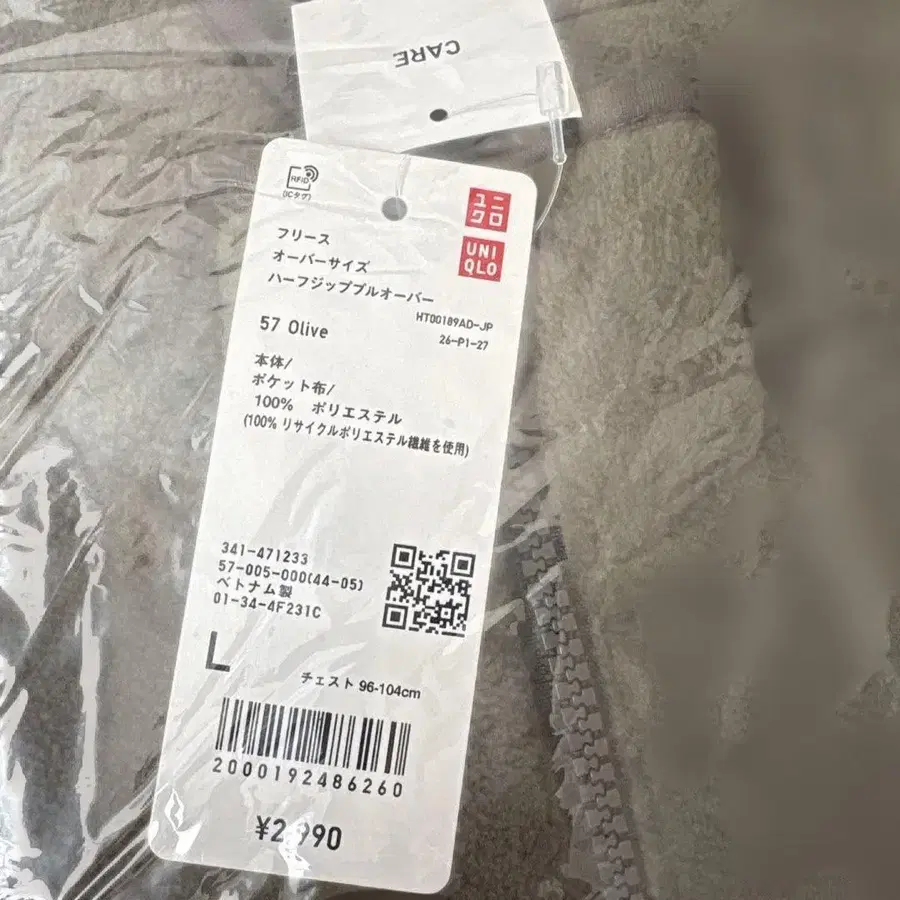 CARE
RFID
(ICタグ)
ユニ
クロ
UNI
QLO
フリース
オーバーサイズ
ハーフジッププルオーバー
HT00189AD-JP
26-P1-27
57 Olive
本体/
ポケット布/
100% ポリエステル
(100% リサイクルポリエステル繊維を使用)
341-471233
57-005-000(44-05)
ベトナム製
01-34-4F231C
L
チェスト 96-104cm
2000192486260
¥2,990